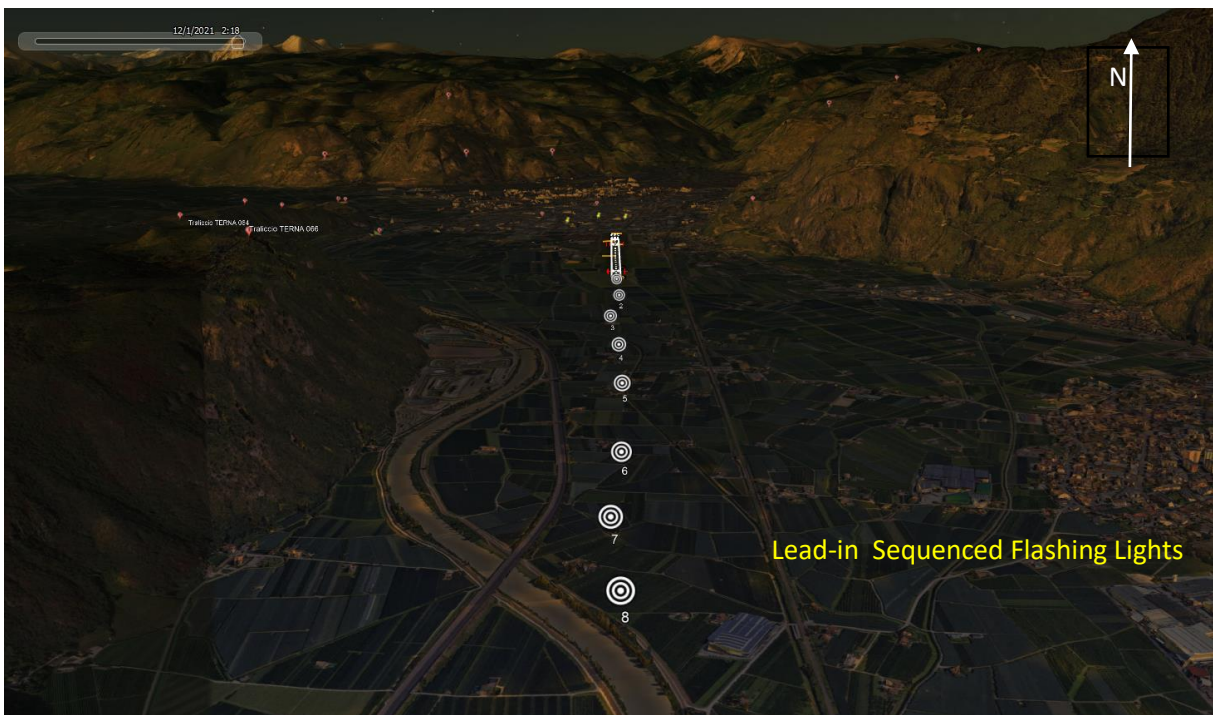 12/1/2021 2:18
N
Traliccio TERNA 064
Traliccio TERNA 066
2
3
4
5
6
7
Lead-in Sequenced Flashing Lights
8